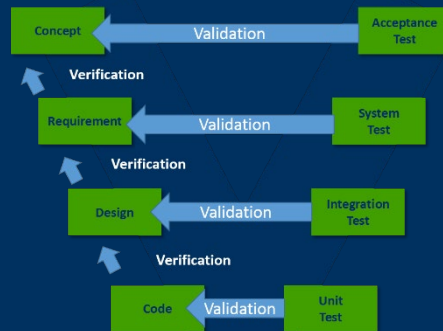 Concept
Validation
Acceptance
Test
Verification
Requirement
Validation
System
Test
Verification
Design
Validation
Integration
Test
Verification
Code
Validation
Unit
Test